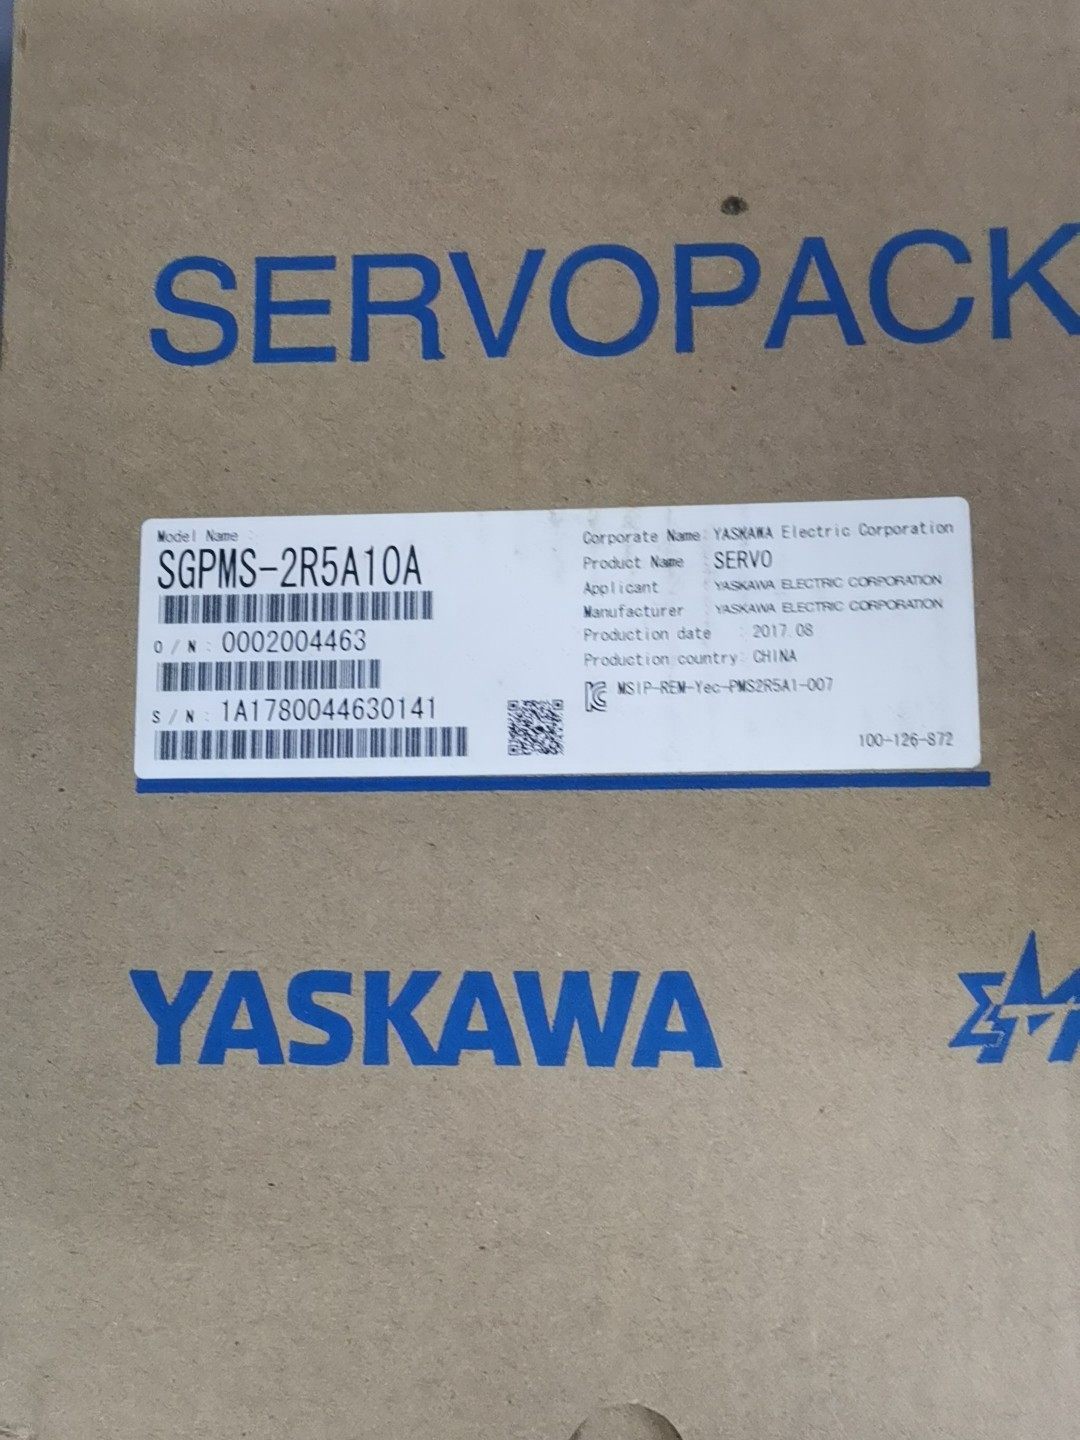 SERVOPACK
Model Name :
SGPMS-2R5A10A
O / N : 0002004463
S / N : 1A1780044630141
Corporate Name: YASKAWA Electric Corporation
Product Name : SERVO
Applicant : YASKAWA ELECTRIC CORPORATION
Manufacturer : YASKAWA ELECTRIC CORPORATION
Production date : 2017.08
Production country: CHINA
MSIP-REM-Yec-PMS2R5A1-007
100-126-872
YASKAWA